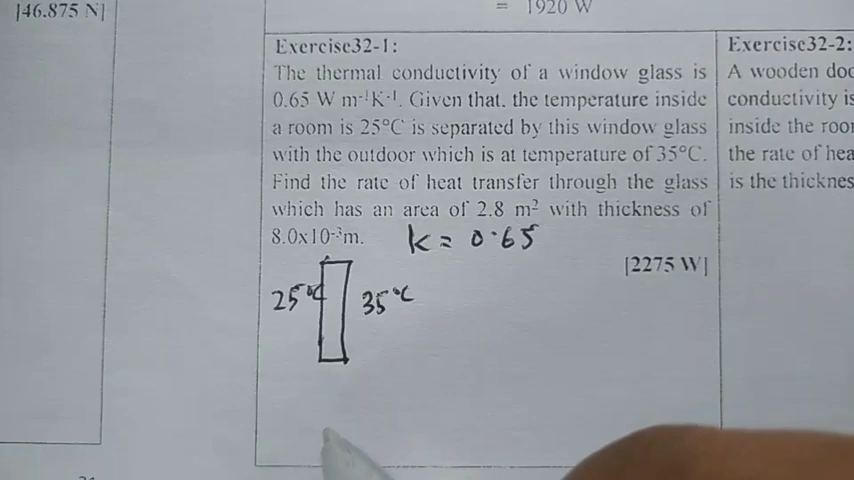 [46.875 N]
= 1920 W
Exercise32-1:
The thermal conductivity of a window glass is
0.65 W m⁻¹K⁻¹. Given that, the temperature inside
a room is 25°C is separated by this window glass
with the outdoor which is at temperature of 35°C.
Find the rate of heat transfer through the glass
which has an area of 2.8 m² with thickness of
8.0x10⁻³m. k = 0.65
[2275 W]
25°C 35°C
Exercise32-2:
A wooden
conductivity is
inside the
the rate of
is the